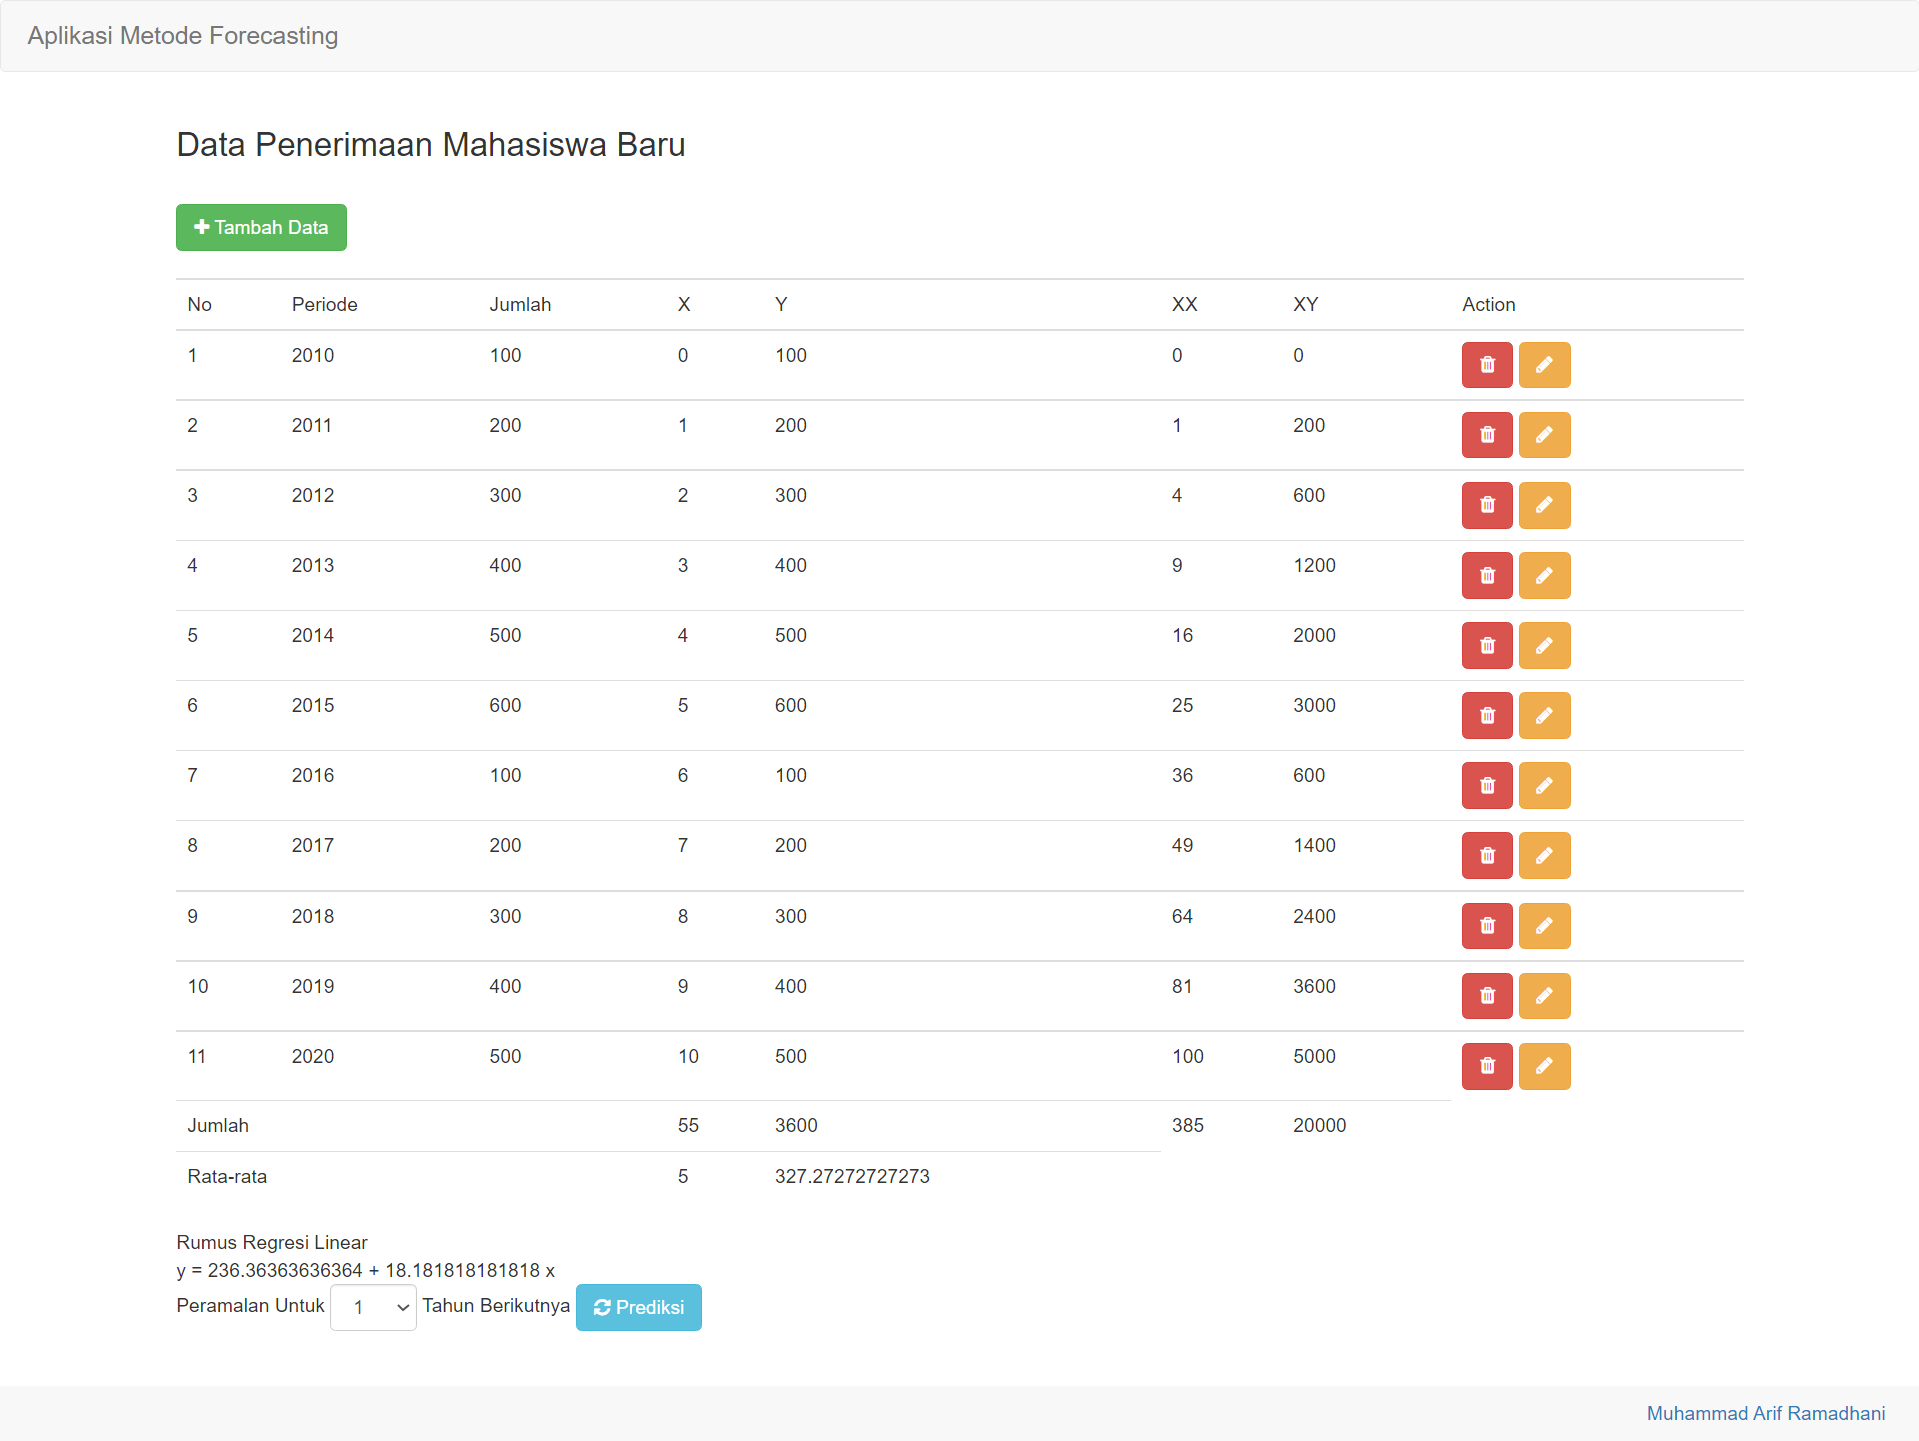 Aplikasi Metode Forecasting
Data Penerimaan Mahasiswa Baru
Tambah Data
No Periode Jumlah X Y XX XY Action
1 2010 100 0 100 0 0
2 2011 200 1 200 1 200
3 2012 300 2 300 4 600
4 2013 400 3 400 9 1200
5 2014 500 4 500 16 2000
6 2015 600 5 600 25 3000
7 2016 100 6 100 36 600
8 2017 200 7 200 49 1400
9 2018 300 8 300 64 2400
10 2019 400 9 400 81 3600
11 2020 500 10 500 100 5000
Jumlah 55 3600 385 20000
Rata-rata 5 327.27272727273
Rumus Regresi Linear
y = 236.36363636364 + 18.181818181818 x
Peramalan Untuk 1 Tahun Berikutnya Prediksi
Muhammad Arif Ramadhani